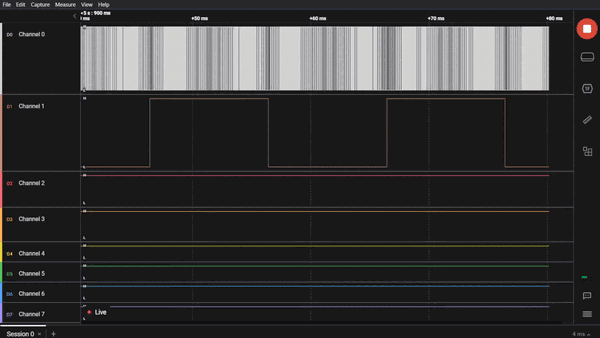 File Edit Capture Measure View Help
+5 s : 900 ms
+50 ms +60 ms +70 ms +80 ms
D0 Channel 0
D1 Channel 1
D2 Channel 2
D3 Channel 3
D4 Channel 4
D5 Channel 5
D6 Channel 6
D7 Channel 7
Live
Session 0
4 ms